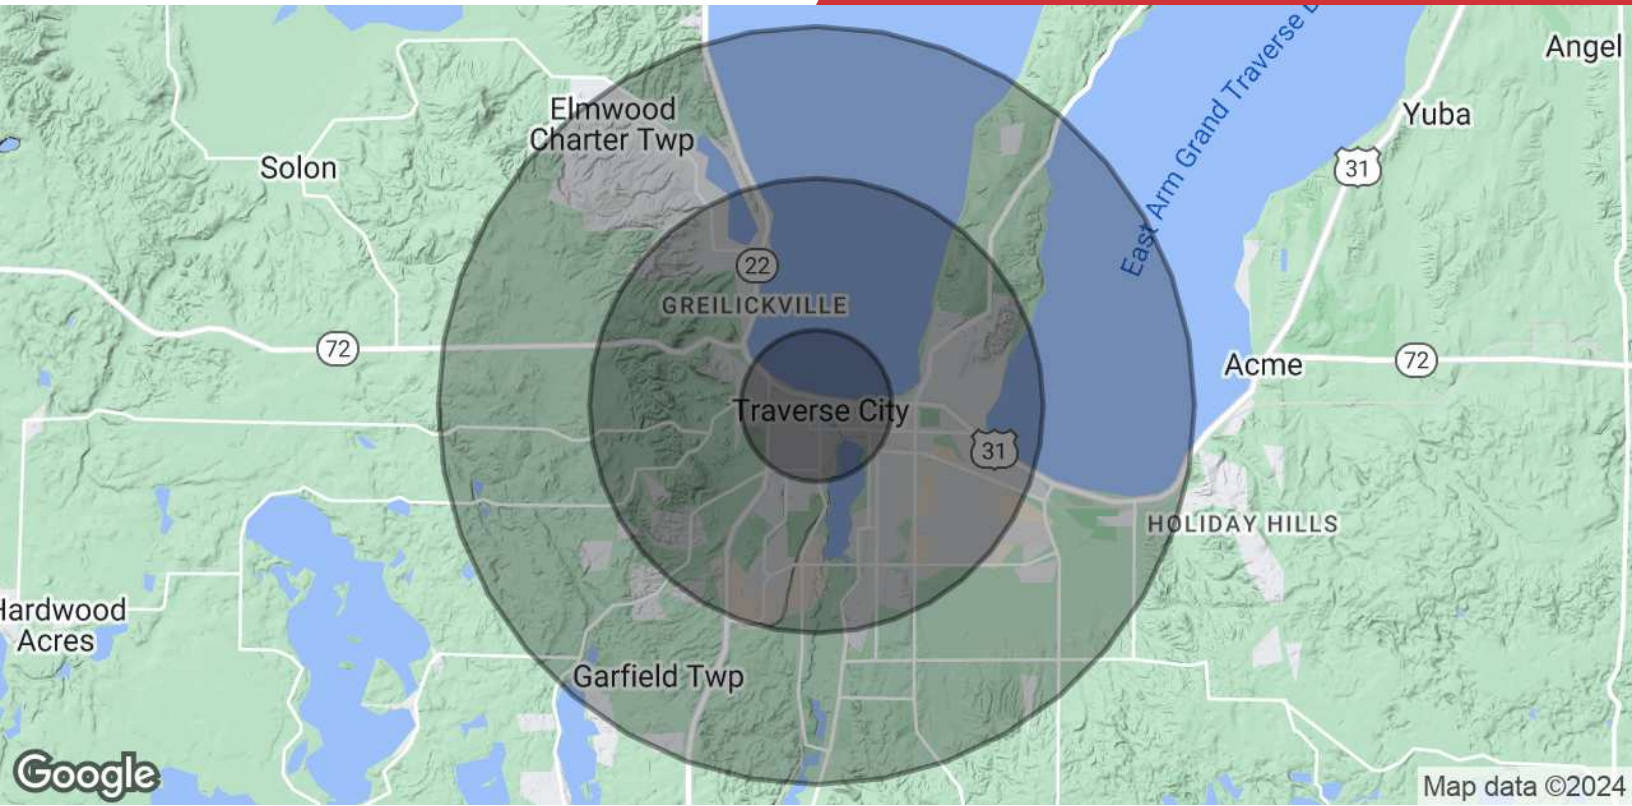 Angel
Elmwood
Charter Twp
Yuba
Solon
31
East Arm Grand Traverse
22
GREILICKVILLE
72
Acme
72
Traverse City
31
HOLIDAY HILLS
Hardwood
Acres
Garfield Twp
Google
Map data ©2024